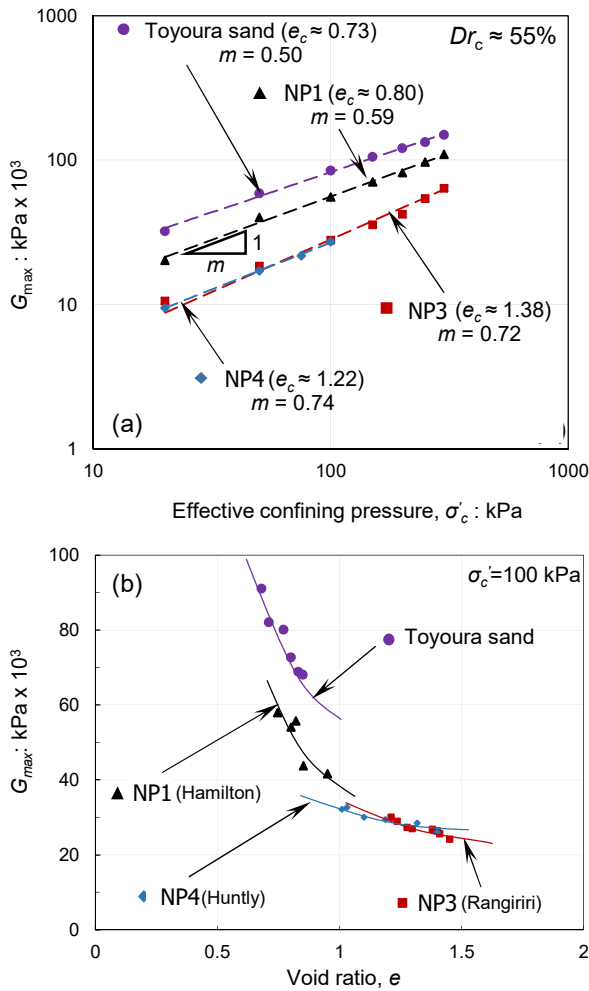 1000
Toyoura sand (ec ≈ 0.73)
m = 0.50
Drc ≈ 55%
NP1 (ec ≈ 0.80)
m = 0.59
100
Gmax : kPa x 10³
1
m
10
NP3 (ec ≈ 1.38)
m = 0.72
NP4 (ec ≈ 1.22)
m = 0.74
(a)
)
1
10
100
1000
Effective confining pressure, σ'c : kPa
100
(b)
σc'=100 kPa
80
Toyoura sand
Gmax: kPa x 10³
60
40
NP1 (Hamilton)
20
NP4 (Huntly)
NP3 (Rangiriri)
0
0
0.5
1
1.5
2
Void ratio, e